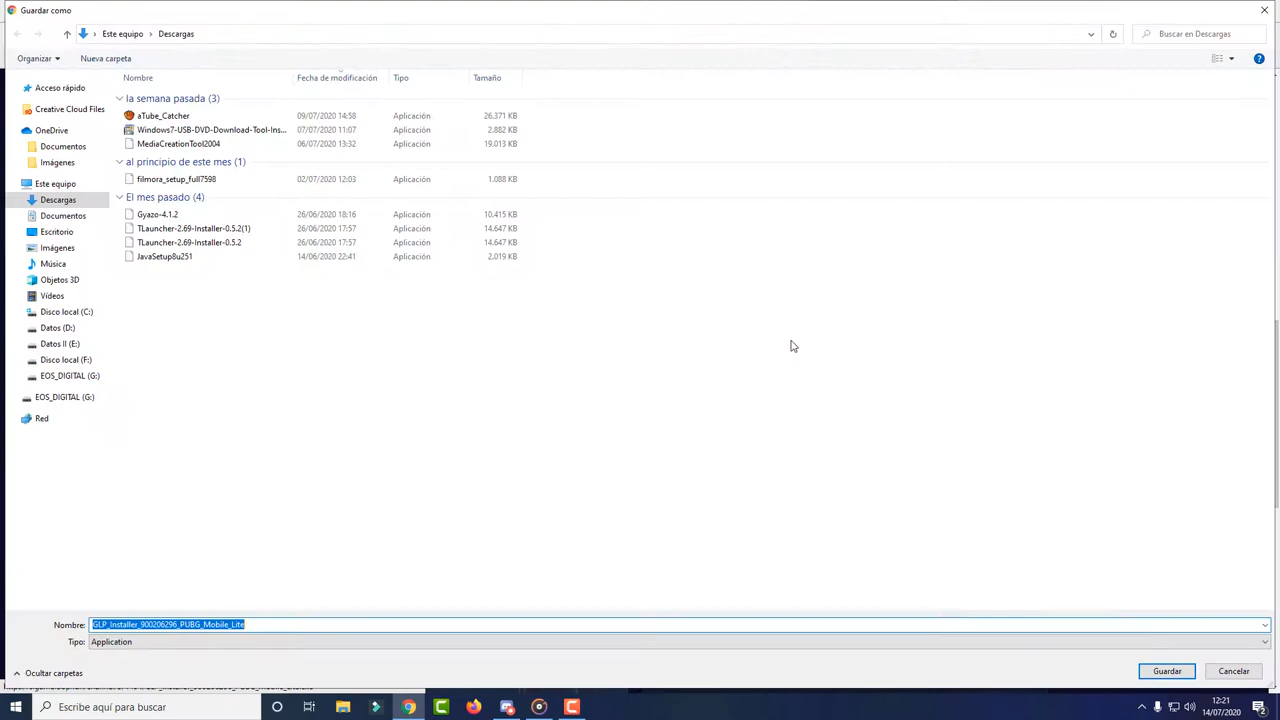 Guardar como
Este equipo > Descargas
Buscar en Descargas
Organizar
Nueva carpeta
Nombre Fecha de modificación Tipo Tamaño
la semana pasada (3)
aTube_Catcher 09/07/2020 14:58 Aplicación 26.371 KB
Windows7-USB-DVD-Download-Tool-Ins... 07/07/2020 11:07 Aplicación 2.882 KB
MediaCreationTool2004 06/07/2020 13:32 Aplicación 19.013 KB
al principio de este mes (1)
filmora_setup_full7598 02/07/2020 12:03 Aplicación 1.088 KB
El mes pasado (4)
Gyazo-4.1.2 26/06/2020 18:16 Aplicación 10.415 KB
TLauncher-2.69-Installer-0.5.2(1) 26/06/2020 17:57 Aplicación 14.647 KB
TLauncher-2.69-Installer-0.5.2 26/06/2020 17:57 Aplicación 14.647 KB
JavaSetup8u251 14/06/2020 22:41 Aplicación 2.019 KB
Acceso rápido
Creative Cloud Files
OneDrive
Documentos
Imágenes
Este equipo
Descargas
Documentos
Escritorio
Imágenes
Música
Objetos 3D
Vídeos
Disco local (C:)
Datos (D:)
Datos II (E:)
Disco local (F:)
EOS_DIGITAL (G:)
EOS_DIGITAL (G:)
Red
Nombre: GLP_Installer_900206296_PUBG_Mobile_Lite
Tipo: Application
Ocultar carpetas
Guardar
Cancelar
Escribe aquí para buscar
12:21
14/07/2020
2